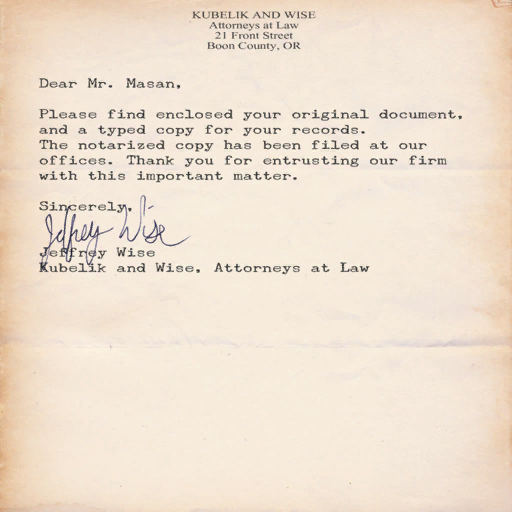 KUBELIK AND WISE
Attorneys at Law
21 Front Street
Boon County, OR
Dear Mr. Masan,
Please find enclosed your original document,
and a typed copy for your records.
The notarized copy has been filed at our
offices. Thank you for entrusting our firm
with this important matter.
Sincerely,
Jeffrey Wise
Jeffrey Wise
Kubelik and Wise, Attorneys at Law